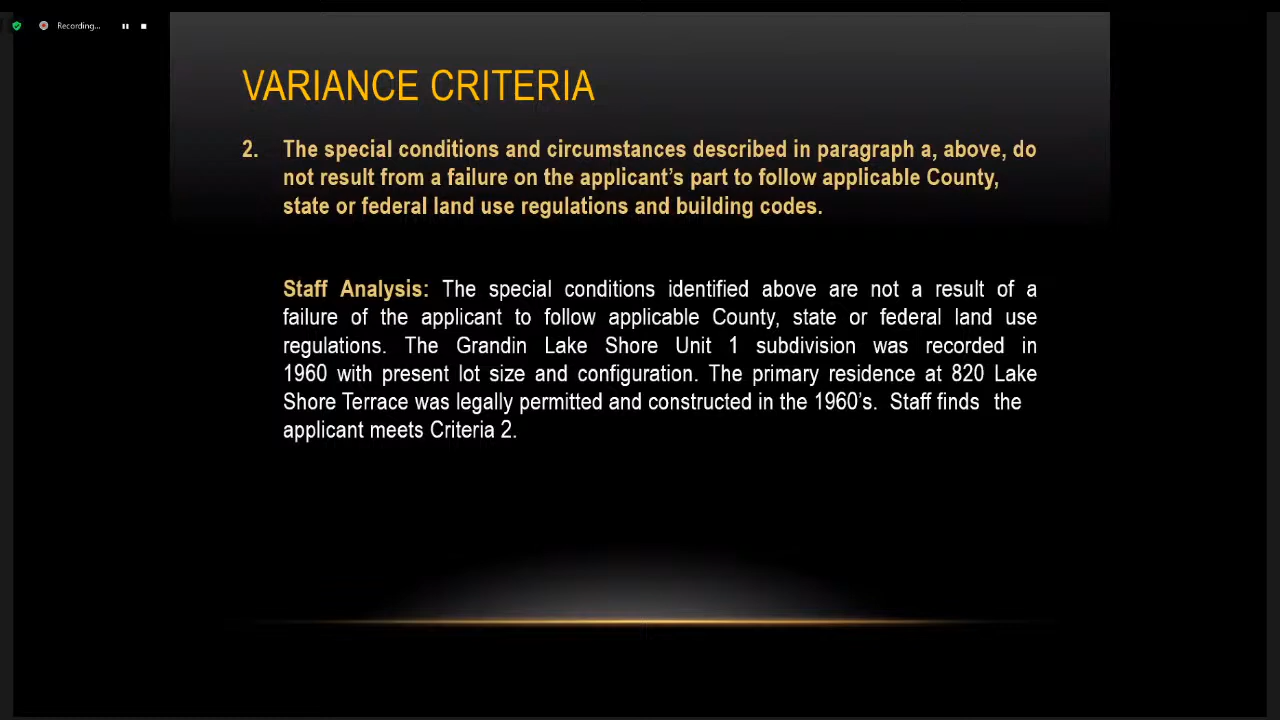 Recording...
VARIANCE CRITERIA
2. The special conditions and circumstances described in paragraph a, above, do
not result from a failure on the applicant’s part to follow applicable County,
state or federal land use regulations and building codes.
Staff Analysis: The special conditions identified above are not a result of a
failure of the applicant to follow applicable County, state or federal land use
regulations. The Grandin Lake Shore Unit 1 subdivision was recorded in
1960 with present lot size and configuration. The primary residence at 820 Lake
Shore Terrace was legally permitted and constructed in the 1960’s. Staff finds the
applicant meets Criteria 2.